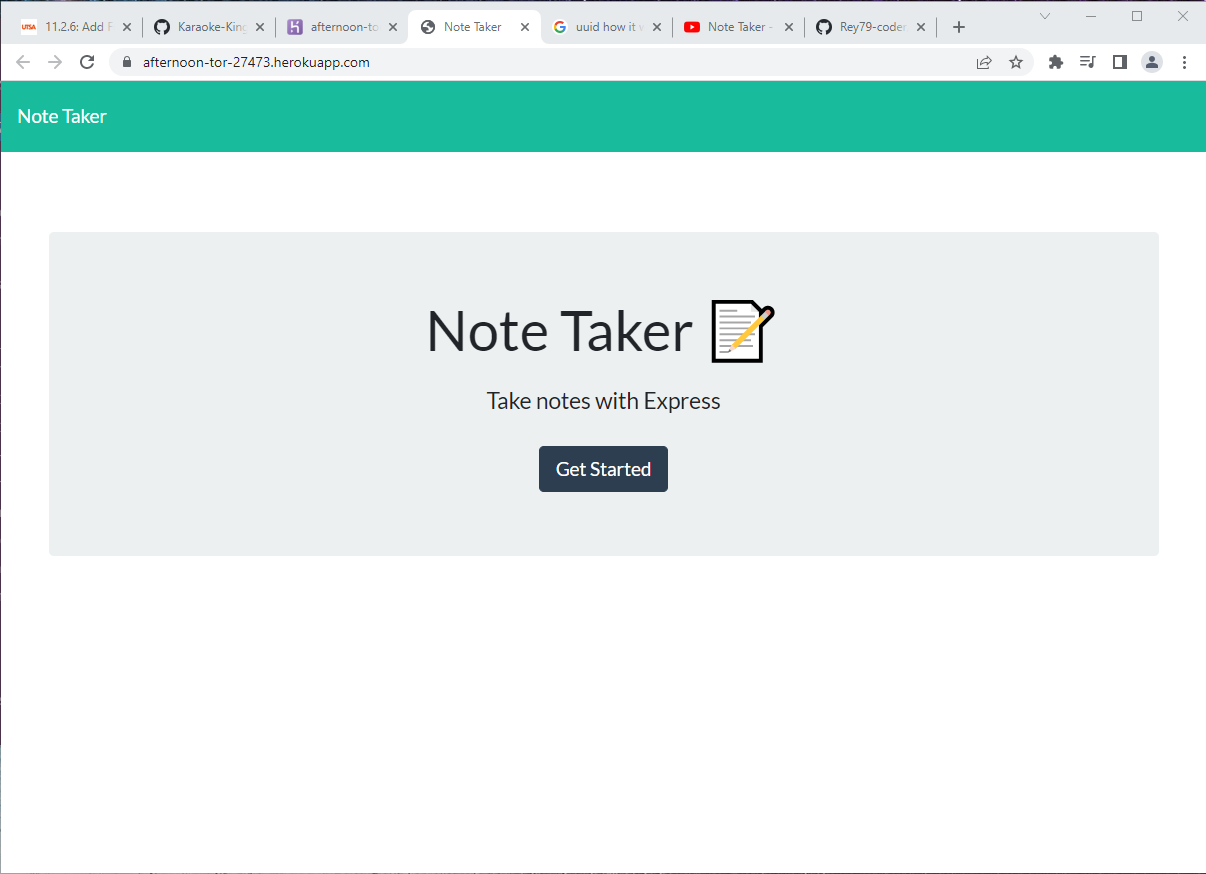 UTSA 11.2.6: Add
Karaoke-King
afternoon-to
Note Taker
uuid how it
Note Taker -
Rey79-coder
afternoon-tor-27473.herokuapp.com
Note Taker
Note Taker
Take notes with Express
Get Started